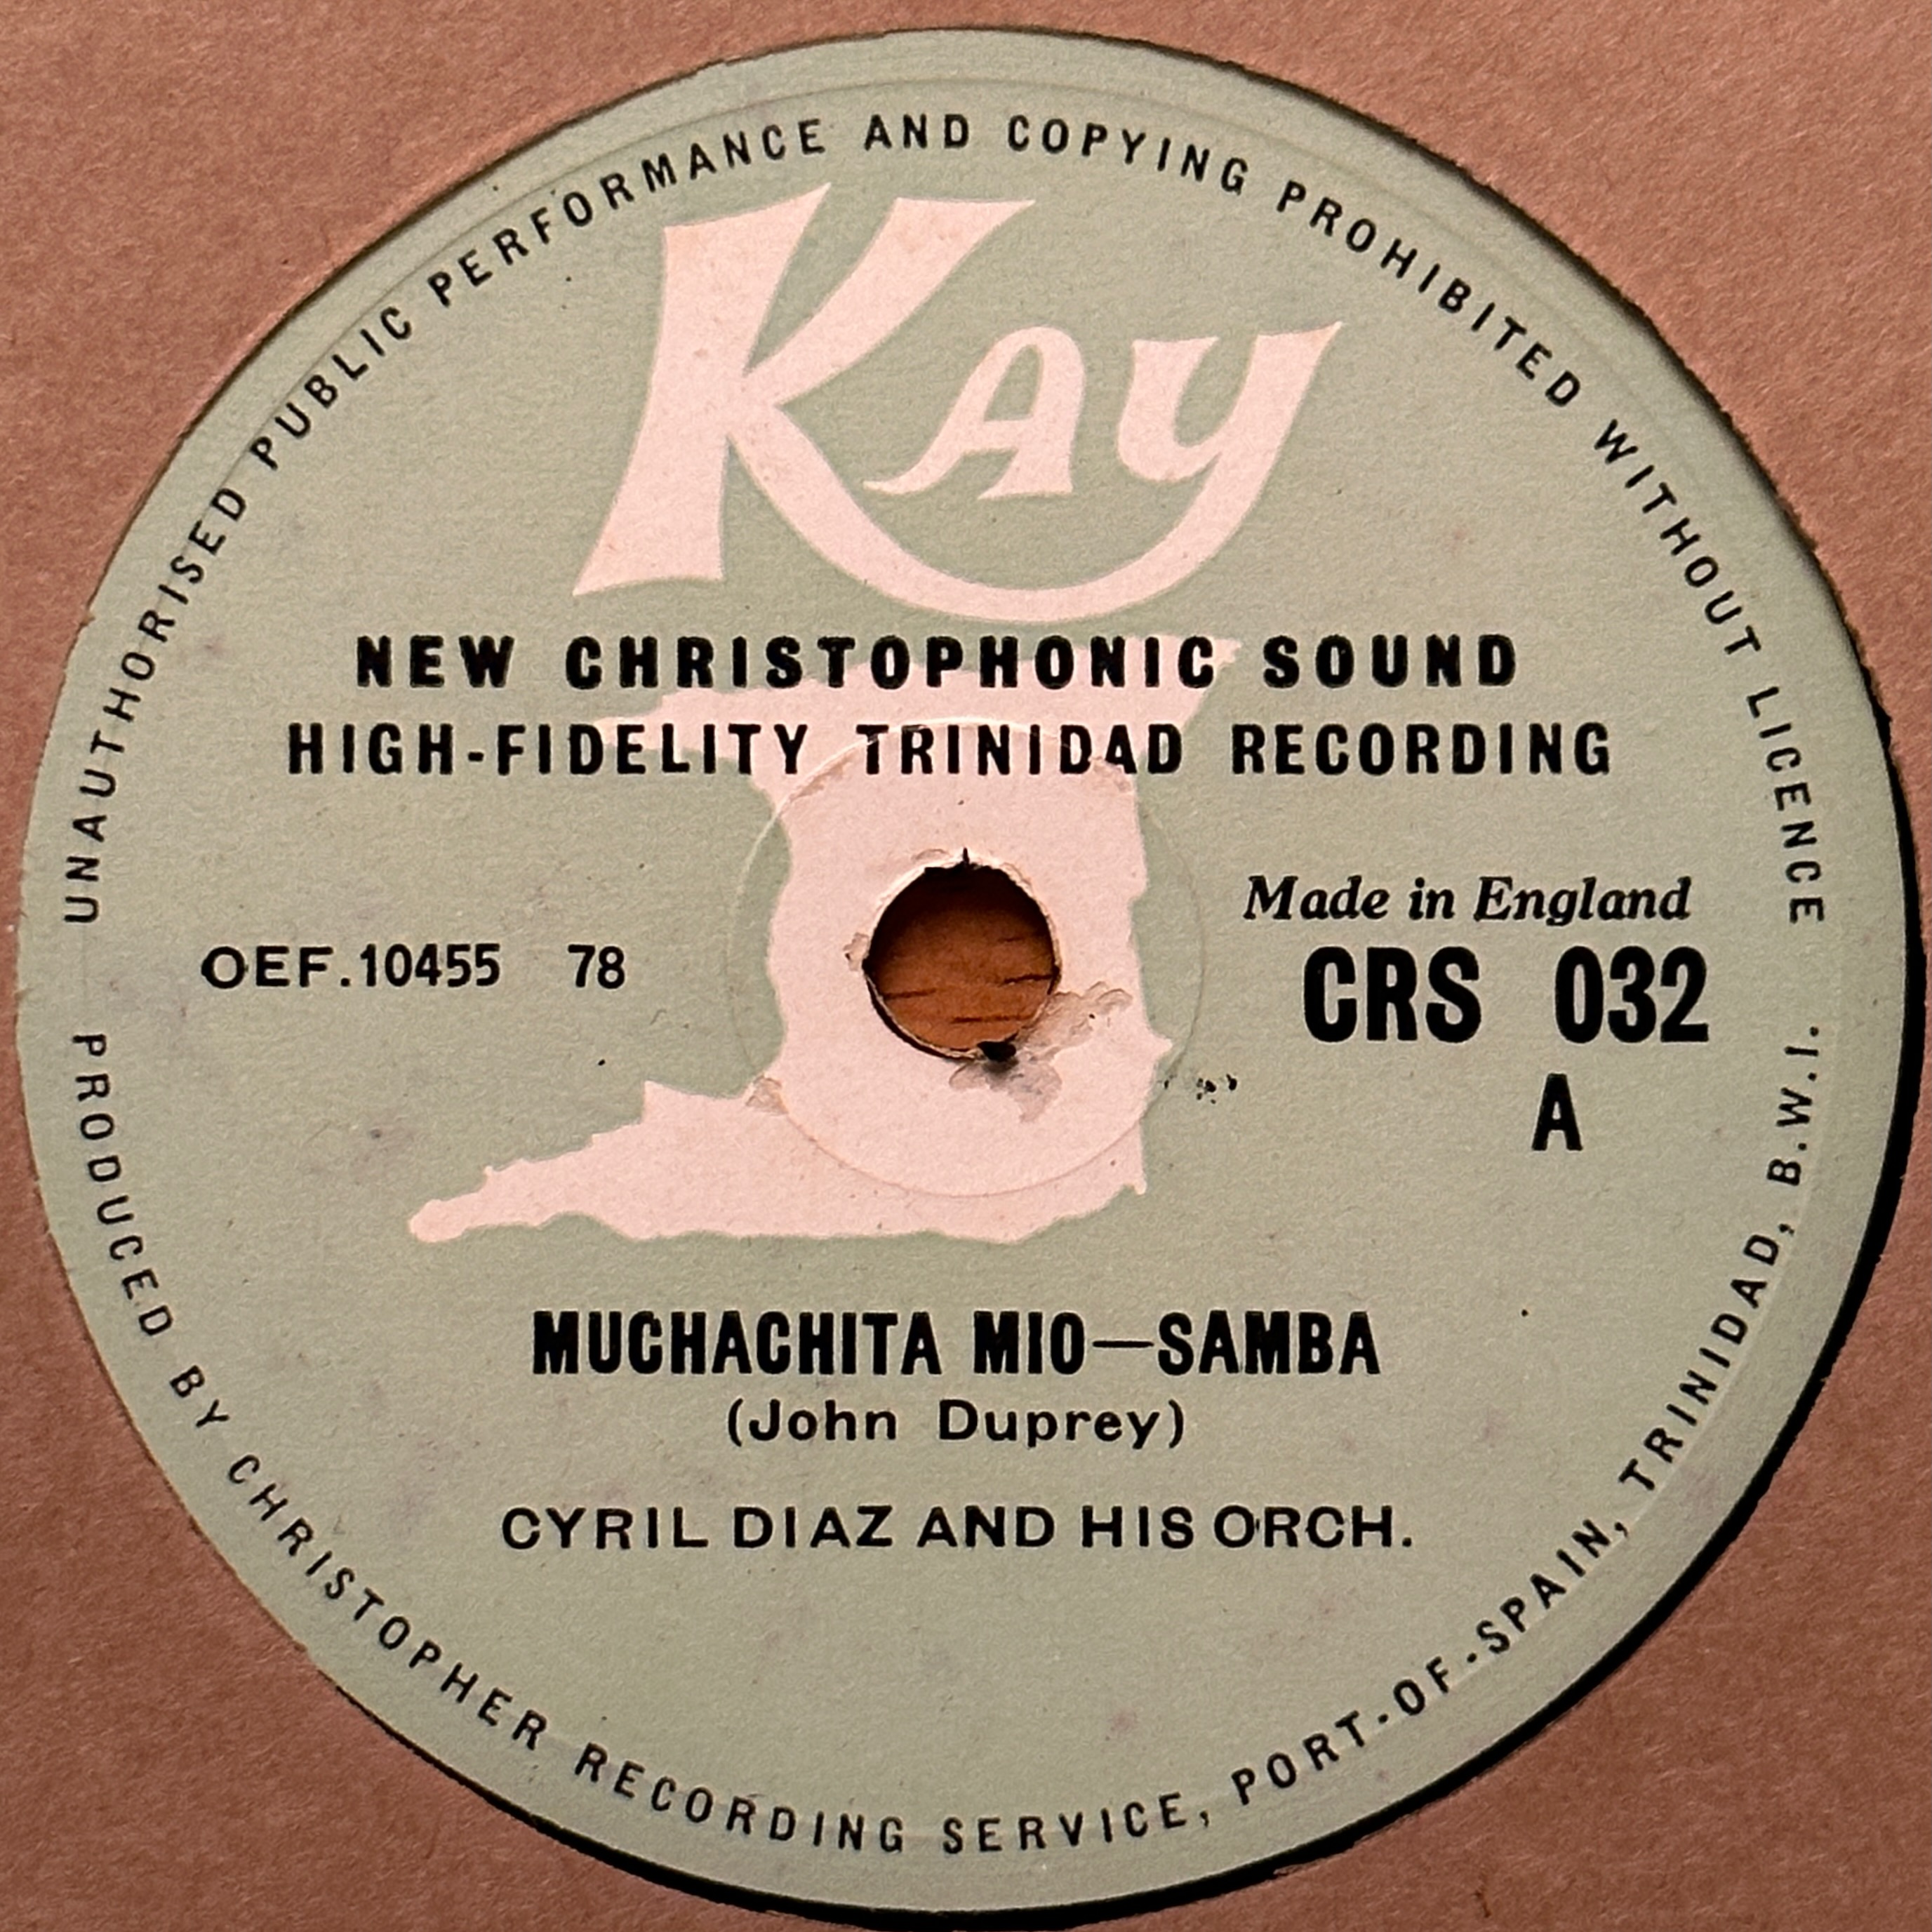 UNAUTHORISED PUBLIC PERFORMANCE AND COPYING PROHIBITED WITHOUT LICENCE
KAY
NEW CHRISTOPHONIC SOUND
HIGH-FIDELITY TRINIDAD RECORDING
Made in England
OEF.10455 78
CRS 032
A
MUCHACHITA MIO—SAMBA
(John Duprey)
CYRIL DIAZ AND HIS ORCH.
PRODUCED BY CHRISTOPHER RECORDING SERVICE, PORT-OF-SPAIN, TRINIDAD, B.W.I.